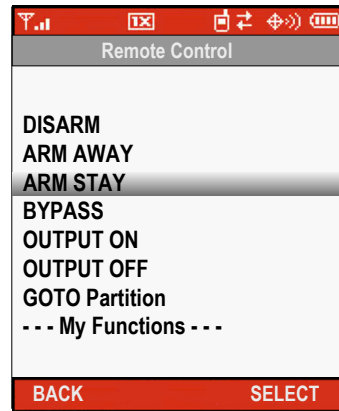 1X
Remote Control
DISARM
ARM AWAY
ARM STAY
BYPASS
OUTPUT ON
OUTPUT OFF
GOTO Partition
- - - My Functions - - -
BACK SELECT